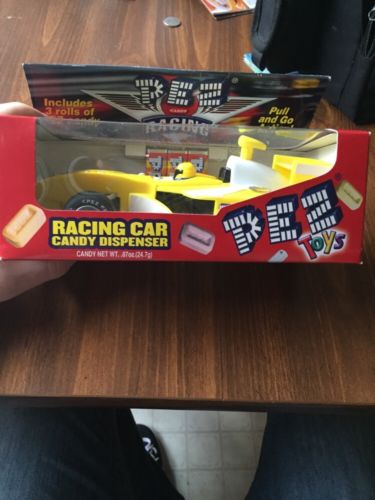 Includes
3 rolls of
PEZ
CANDY
RACING
Pull
and Go
RACING CAR
CANDY DISPENSER
CANDY NET WT. .87oz.(24.7g)
PEZ
Toys